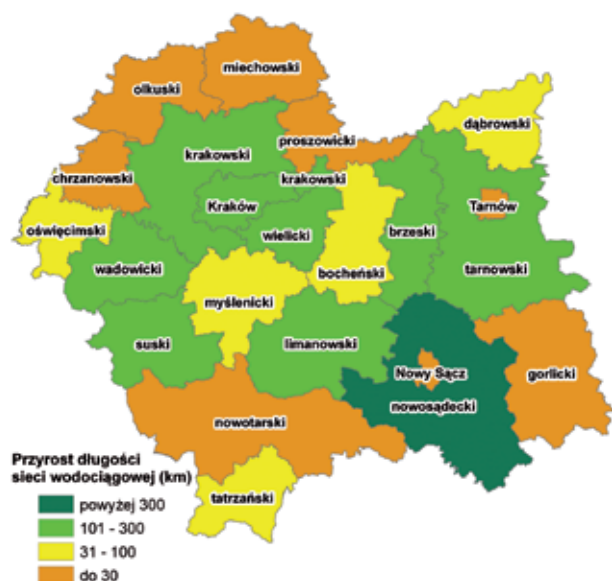 miechowski
olkuski
dąbrowski
proszowicki
krakowski
chrzanowski
krakowski
Kraków
Tarnów
oświęcimski
wielicki
brzeski
wadowicki
bocheński
tarnowski
myślenicki
suski
limanowski
Nowy Sącz
gorlicki
nowosądecki
nowotarski
tatrzański
Przyrost długości
sieci wodociągowej (km)
powyżej 300
101 - 300
31 - 100
do 30